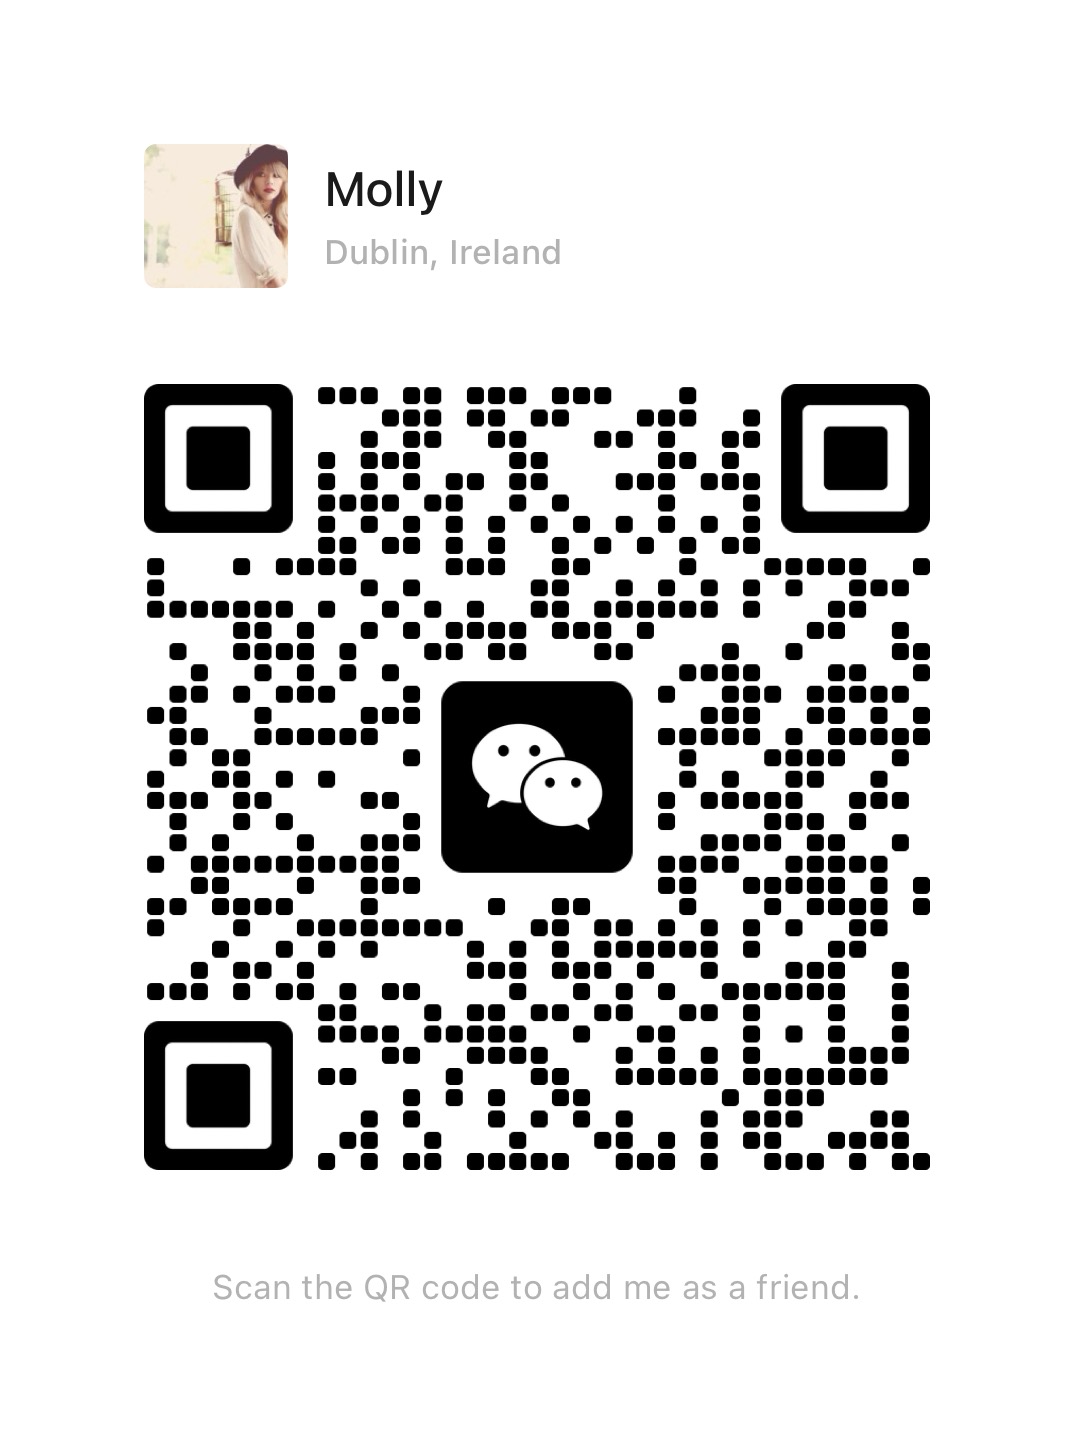 Molly
Dublin, Ireland
Scan the QR code to add me as a friend.